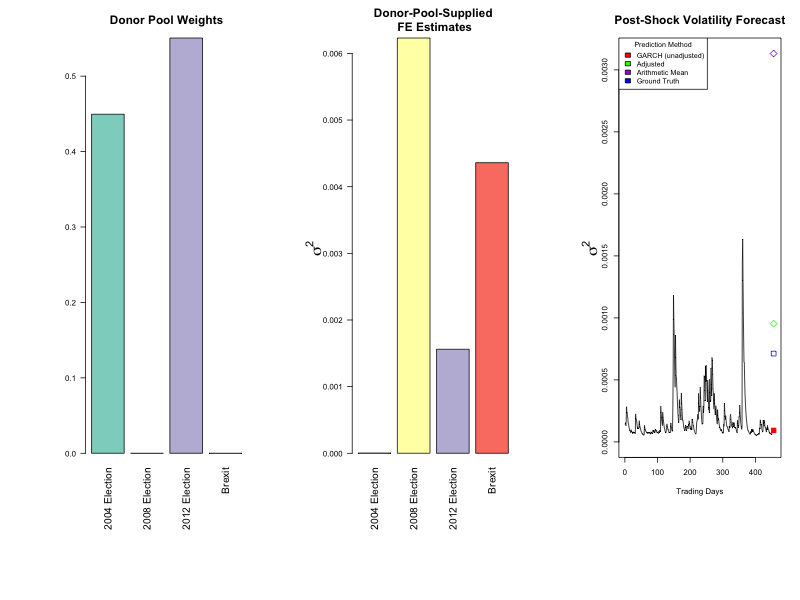 Donor Pool Weights
0.5
0.4
0.3
0.2
0.1
0.0
2004 Election
2008 Election
2012 Election
Brexit
Donor-Pool-Supplied
FE Estimates
σ²
0.006
0.005
0.004
0.003
0.002
0.001
0.000
2004 Election
2008 Election
2012 Election
Brexit
Post-Shock Volatility Forecast
σ²
0.0030
0.0025
0.0020
0.0015
0.0010
0.0005
0.0000
Prediction Method
GARCH (unadjusted)
Adjusted
Arithmetic Mean
Ground Truth
0
100
200
300
400
Trading Days